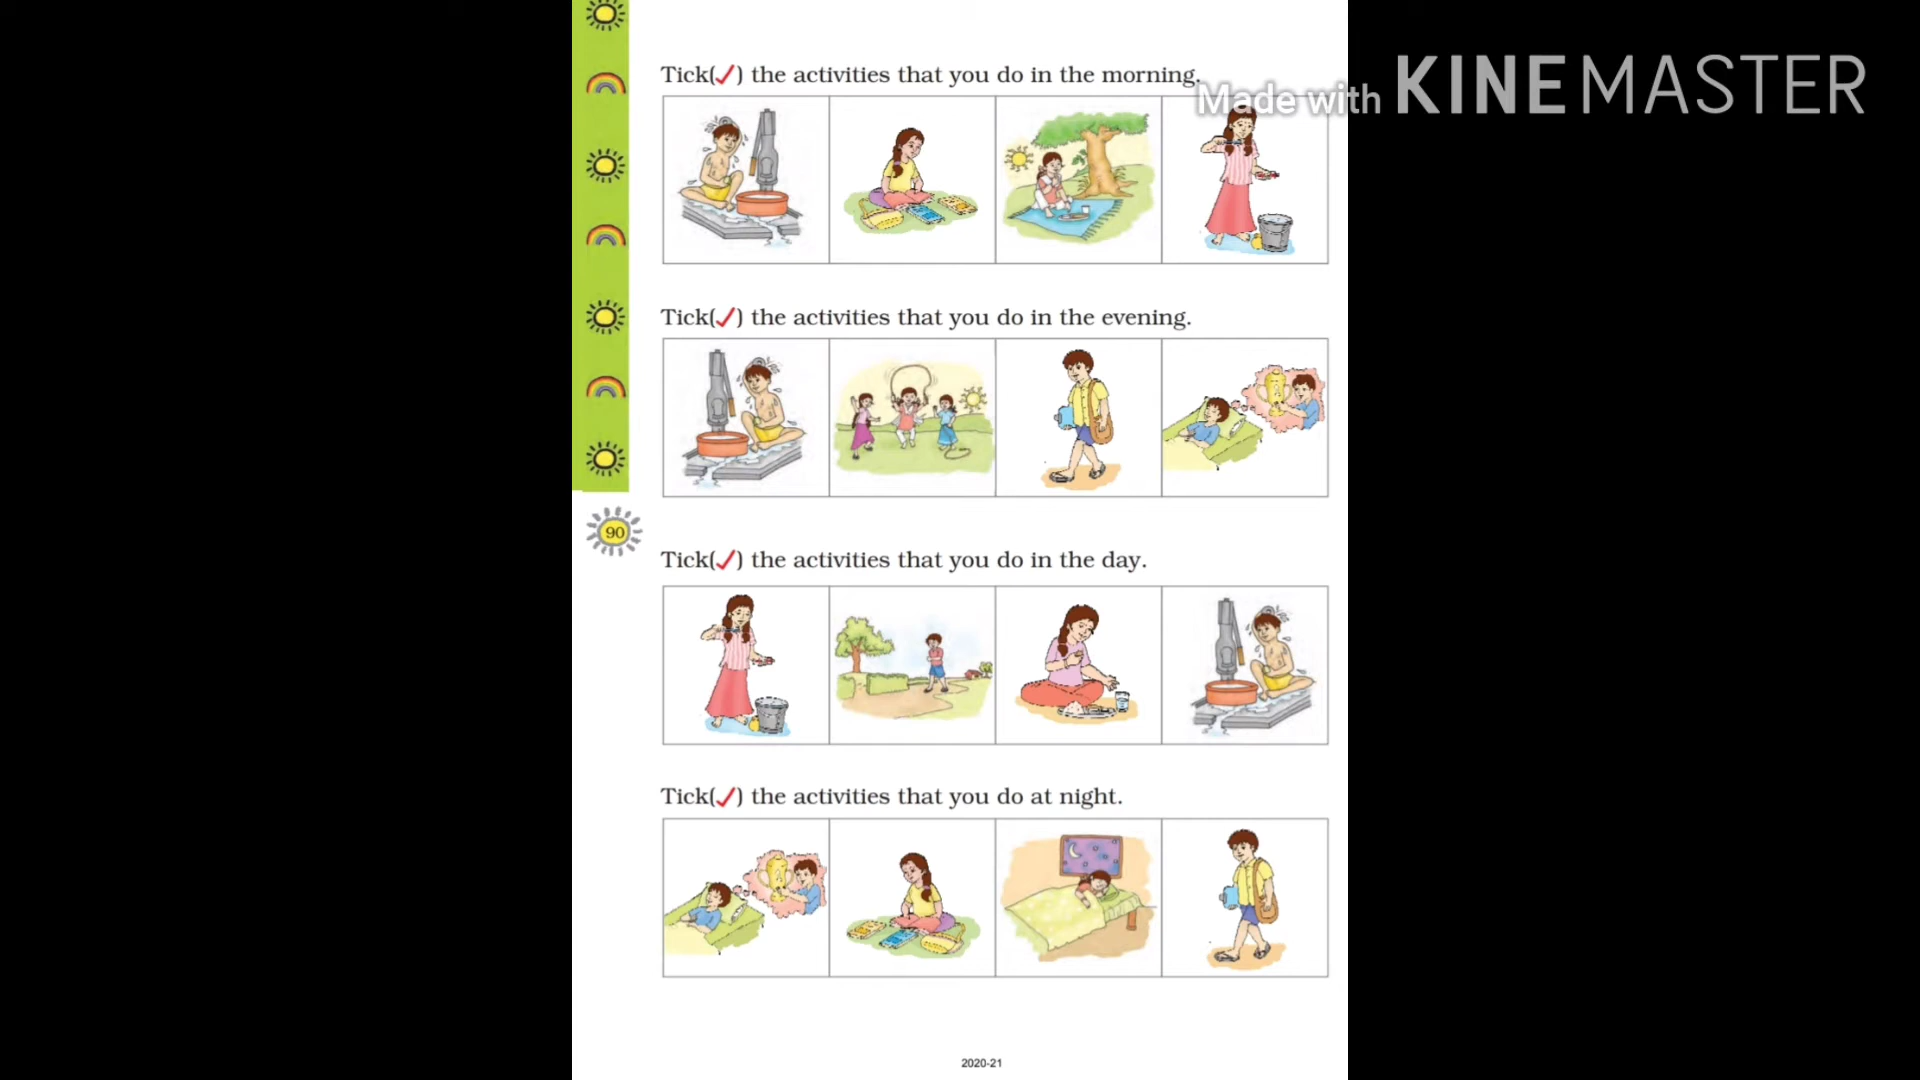 Tick(✓) the activities that you do in the morning.
Made with KINEMASTER
Tick(✓) the activities that you do in the evening.
90
Tick(✓) the activities that you do in the day.
Tick(✓) the activities that you do at night.
2020-21